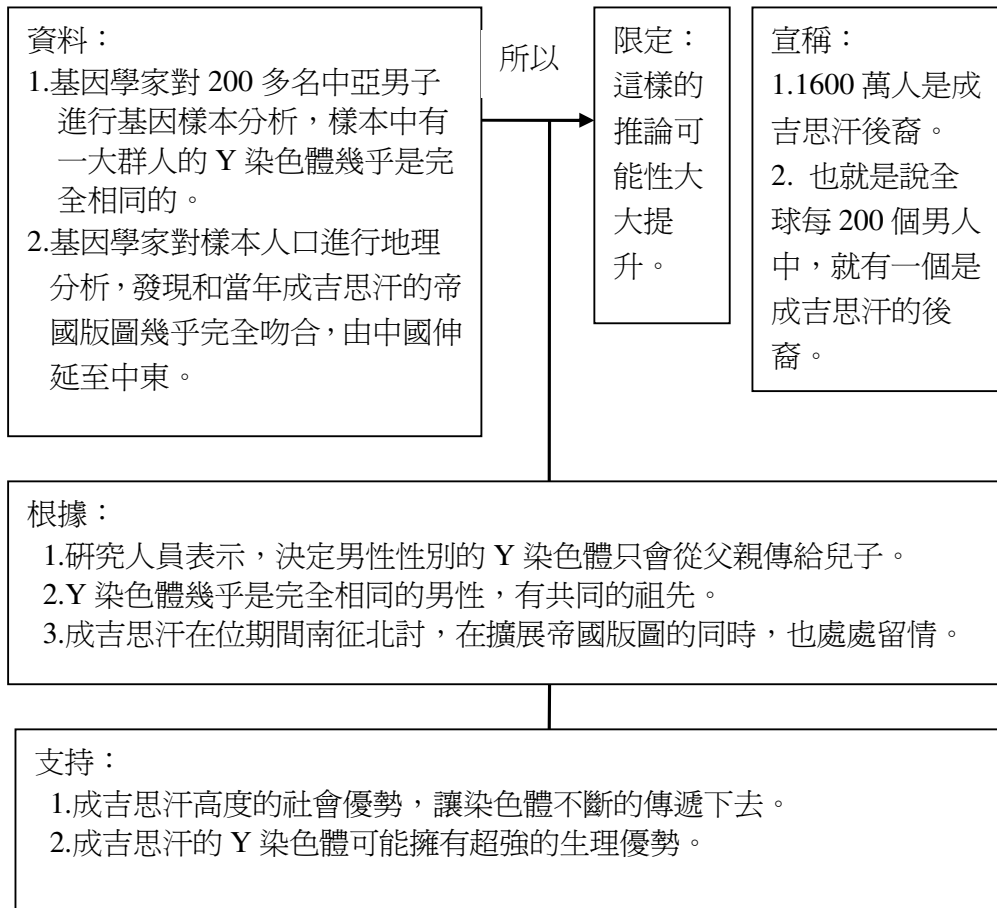 資料：
1.基因學家對 200 多名中亞男子
進行基因樣本分析，樣本中有
一大群人的 Y 染色體幾乎是完
全相同的。
2.基因學家對樣本人口進行地理
分析，發現和當年成吉思汗的帝
國版圖幾乎完全吻合，由中國伸
延至中東。
所以
限定：
這樣的
推論可
能性大
大提
升。
宣稱：
1.1600 萬人是成
吉思汗後裔。
2. 也就是說全
球每 200 個男人
中，就有一個是
成吉思汗的後
裔。
根據：
1.研究人員表示，決定男性性別的 Y 染色體只會從父親傳給兒子。
2.Y 染色體幾乎是完全相同的男性，有共同的祖先。
3.成吉思汗在位期間南征北討，在擴展帝國版圖的同時，也處處留情。
支持：
1.成吉思汗高度的社會優勢，讓染色體不斷的傳遞下去。
2.成吉思汗的 Y 染色體可能擁有超強的生理優勢。